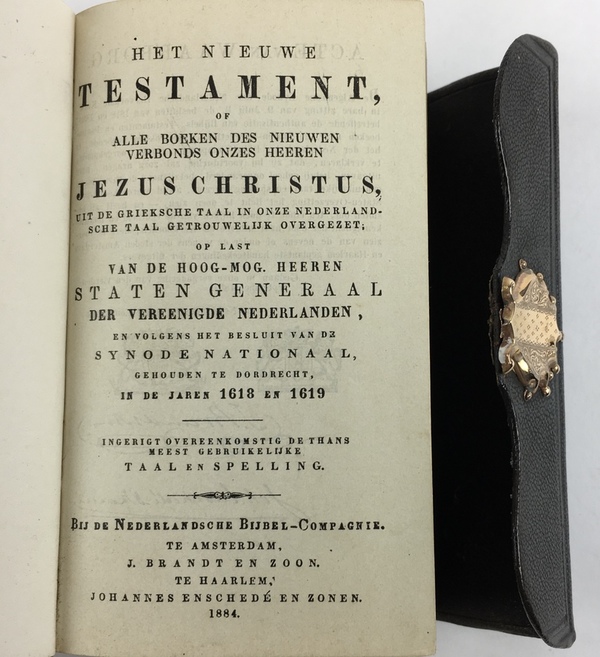 HET NIEUWE
TESTAMENT,
OF
ALLE BOEKEN DES NIEUWEN
VERBONDS ONZES HEEREN
JEZUS CHRISTUS,
UIT DE GRIEKSCHE TAAL IN ONZE NEDERLAND-
SCHE TAAL GETROUWELIJK OVERGEZET;
OP LAST
VAN DE HOOG-MOG. HEEREN
STATEN GENERAAL
DER VEREENIGDE NEDERLANDEN,
EN VOLGENS HET BESLUIT VAN DE
SYNODE NATIONAAL,
GEHOUDEN TE DORDRECHT,
IN DE JAREN 1618 EN 1619
INGERIGT OVEREENKOMSTIG DE THANS
MEEST GEBRUIKELIJKE
TAAL EN SPELLING.
BIJ DE NEDERLANDSCHE BIJBEL-COMPAGNIE.
TE AMSTERDAM,
J. BRANDT EN ZOON.
TE HAARLEM,
JOHANNES ENSCHEDÉ EN ZONEN.
1884.